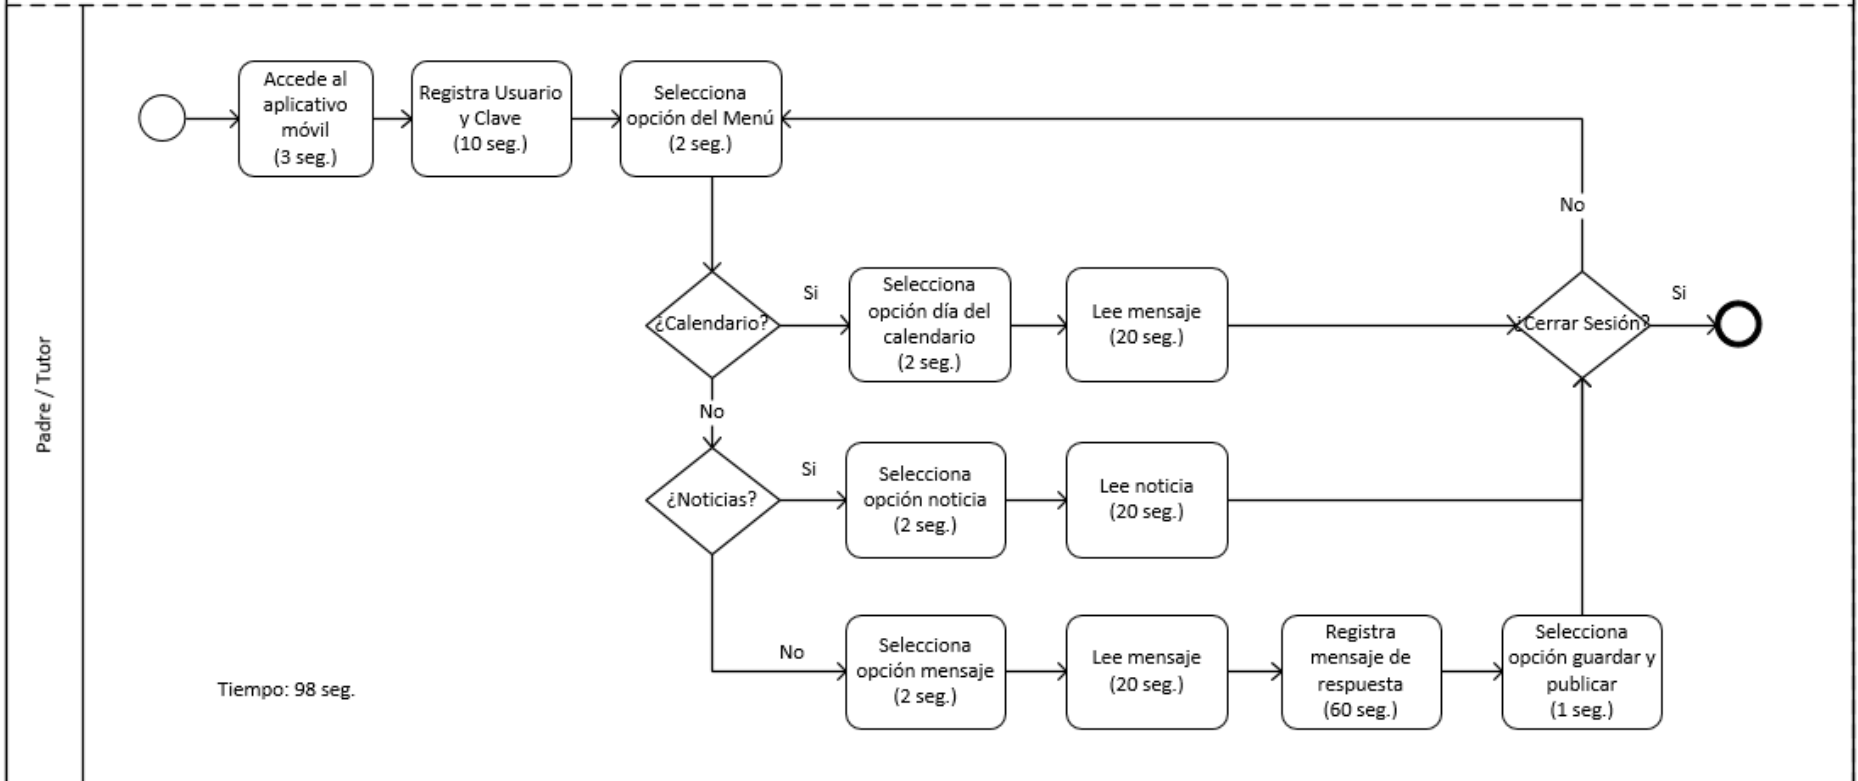 Accede al
aplicativo
móvil
(3 seg.)
Registra Usuario
y Clave
(10 seg.)
Selecciona
opción del Menú
(2 seg.)
No
¿Calendario?
Si
Selecciona
opción día del
calendario
(2 seg.)
Lee mensaje
(20 seg.)
¿Cerrar Sesión?
Si
Padre / Tutor
No
¿Noticias?
Si
Selecciona
opción noticia
(2 seg.)
Lee noticia
(20 seg.)
No
Selecciona
opción mensaje
(2 seg.)
Lee mensaje
(20 seg.)
Registra
mensaje de
respuesta
(60 seg.)
Selecciona
opción guardar y
publicar
(1 seg.)
Tiempo: 98 seg.